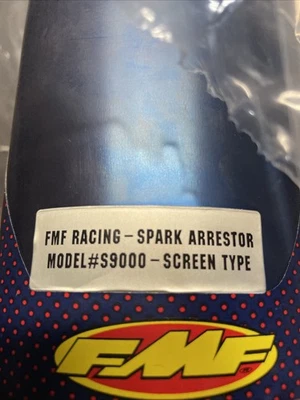 FMF RACING - SPARK ARRESTOR
MODEL#S9000 - SCREEN TYPE
FMF